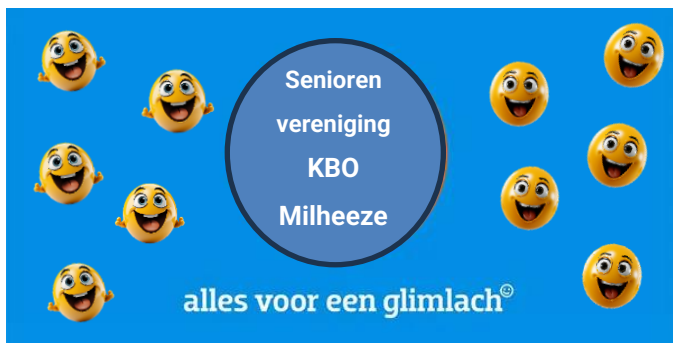 Senioren
vereniging
KBO
Milheeze
alles voor een glimlach